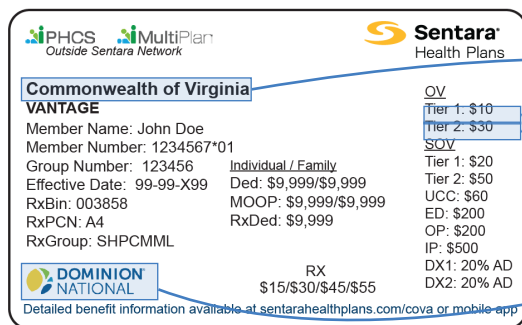 PHCS MultiPlan
Outside Sentara Network
Sentara®
Health Plans
Commonwealth of Virginia
VANTAGE
Member Name: John Doe
Member Number: 1234567*01
Group Number: 123456
Effective Date: 99-99-X99
RxBin: 003858
RxPCN: A4
RxGroup: SHPCMML
Individual / Family
Ded: $9,999/$9,999
MOOP: $9,999/$9,999
RxDed: $9,999
OV
Tier 1: $10
Tier 2: $30
SOV
Tier 1: $20
Tier 2: $50
UCC: $60
ED: $200
OP: $200
IP: $500
DX1: 20% AD
DX2: 20% AD
DOMINION
NATIONAL
RX
$15/$30/$45/$55
Detailed benefit information available at sentarahealthplans.com/cova or mobile app